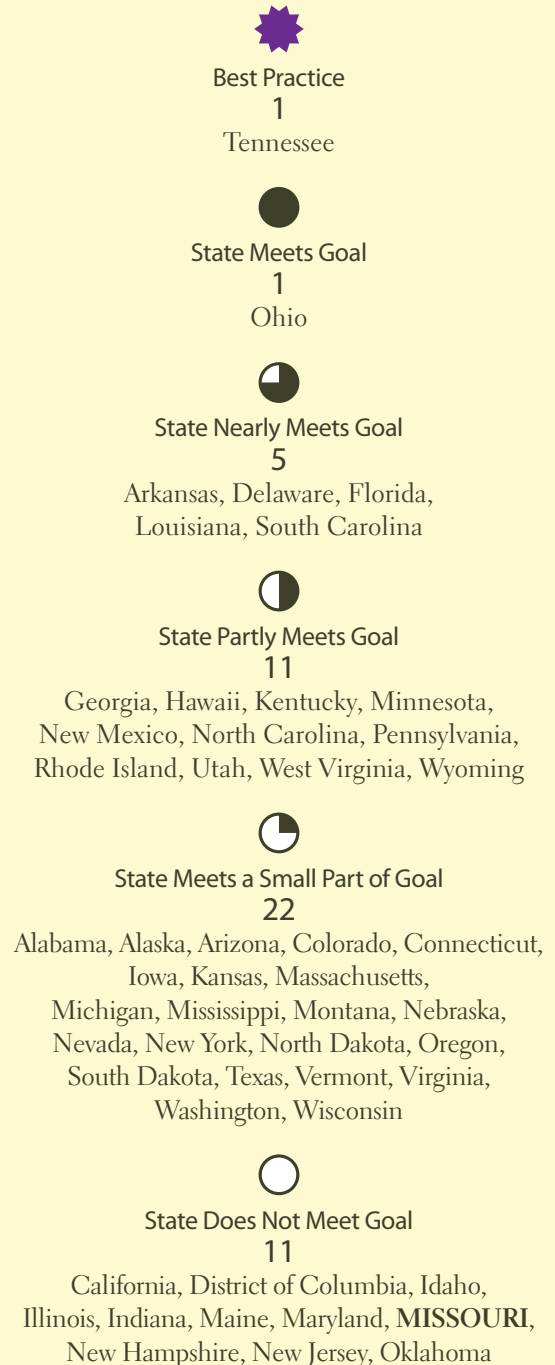 Best Practice
1
Tennessee
State Meets Goal
1
Ohio
State Nearly Meets Goal
5
Arkansas, Delaware, Florida,
Louisiana, South Carolina
State Partly Meets Goal
11
Georgia, Hawaii, Kentucky, Minnesota,
New Mexico, North Carolina, Pennsylvania,
Rhode Island, Utah, West Virginia, Wyoming
State Meets a Small Part of Goal
22
Alabama, Alaska, Arizona, Colorado, Connecticut,
Iowa, Kansas, Massachusetts,
Michigan, Mississippi, Montana, Nebraska,
Nevada, New York, North Dakota, Oregon,
South Dakota, Texas, Vermont, Virginia,
Washington, Wisconsin
State Does Not Meet Goal
11
California, District of Columbia, Idaho,
Illinois, Indiana, Maine, Maryland, MISSOURI,
New Hampshire, New Jersey, Oklahoma